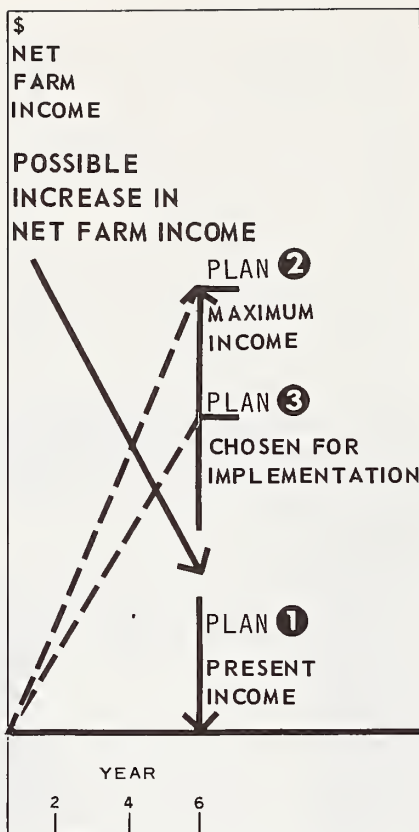 $
NET
FARM
INCOME
POSSIBLE
INCREASE IN
NET FARM INCOME
PLAN 2
MAXIMUM
INCOME
PLAN 3
CHOSEN FOR
IMPLEMENTATION
PLAN 1
PRESENT
INCOME
YEAR
2 4 6